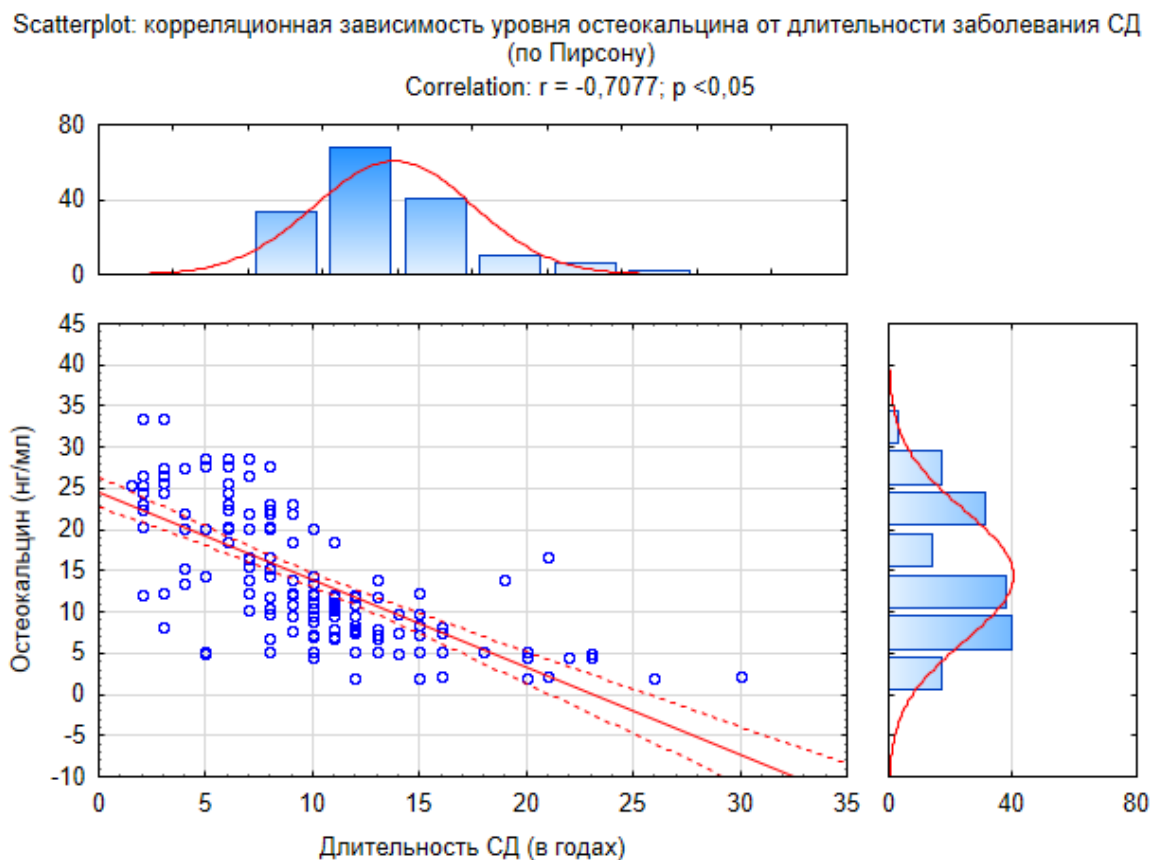 Scatterplot: корреляционная зависимость уровня остеокальцина от длительности заболевания СД
(по Пирсону)
Correlation: r = -0,7077; p <0,05
80
40
0
45
40
35
30
25
20
15
10
5
0
-5
-10
Остеокальцин (нг/мл)
0 5 10 15 20 25 30 35
0 40 80
Длительность СД (в годах)